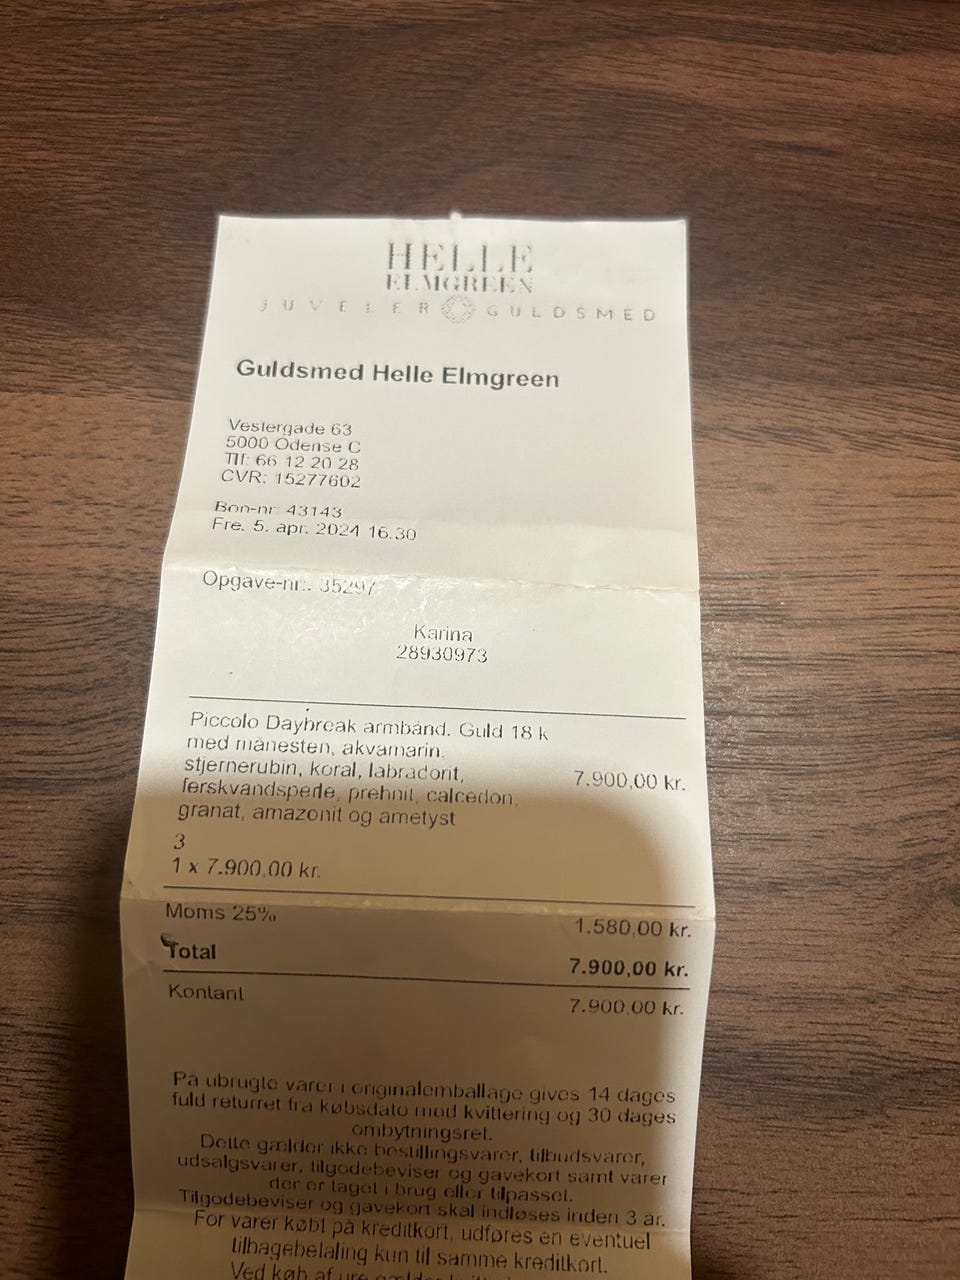 HELLE
ELMGREEN
JUVELER GULDSMED
Guldsmed Helle Elmgreen
Vestergade 63
5000 Odense C
Tlf: 66 12 20 28
CVR: 15277602
Bon-nr: 43143
Fre. 5. apr. 2024 16.30
Opgave-nr.: 35297
Karina
28930973
Piccolo Daybreak armbånd. Guld 18 k
med månesten, akvamarin,
stjernerubin, koral, labradorit, 7.900,00 kr.
ferskvandsperle, prehnit, calcedon,
granat, amazonit og ametyst
3
1 x 7.900,00 kr.
Moms 25% 1.580,00 kr.
Total 7.900,00 kr.
Kontant 7.900,00 kr.
På ubrugte varer i originalemballage gives 14 dages
fuld returret fra købsdato mod kvittering og 30 dages
ombytningsret.
Dette gælder ikke bestillingsvarer, tilbudsvarer,
udsalgsvarer, tilgodebeviser og gavekort samt varer
der er taget i brug eller tilpasset.
Tilgodebeviser og gavekort skal indløses inden 3 år.
For varer købt på kreditkort, udføres en eventuel
tilbagebetaling kun til samme kreditkort.
Ved køb af ure gælder